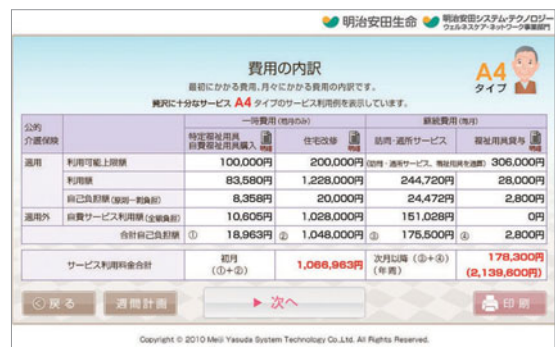 明治安田生命 明治安田システム・テクノロジー
ウェルネスケア・ネットワーク事業部門
費用の内訳
最初にかかる費用、月々にかかる費用の内訳です。
贅沢に十分なサービス A4 タイプのサービス利用例を表示しています。
A4
タイプ
公的
介護保険
一時費用(初月のみ)
継続費用(毎月)
特定福祉用具
自費福祉用具購入
明細
住宅改修
明細
訪問・通所サービス
福祉用具貸与
明細
適用 利用可能上限額 100,000円 200,000円 (訪問・通所サービス、福祉用具を通算) 306,000円
利用額 83,580円 1,228,000円 244,720円 28,000円
自己負担額(原則一割負担) 8,358円 20,000円 24,472円 2,800円
適用外 自費サービス利用額(全額負担) 10,605円 1,028,000円 151,028円 0円
合計自己負担額 ① 18,963円 ② 1,048,000円 ③ 175,500円 ④ 2,800円
サービス利用料金合計 初月
(①+②) 1,066,963円 次月以降(③+④)
(年間) 178,300円
(2,139,600円)
戻る 週間計画 ▶ 次へ 印刷
Copyright © 2010 Meiji Yasuda System Technology Co.,Ltd. All Rights Reserved.